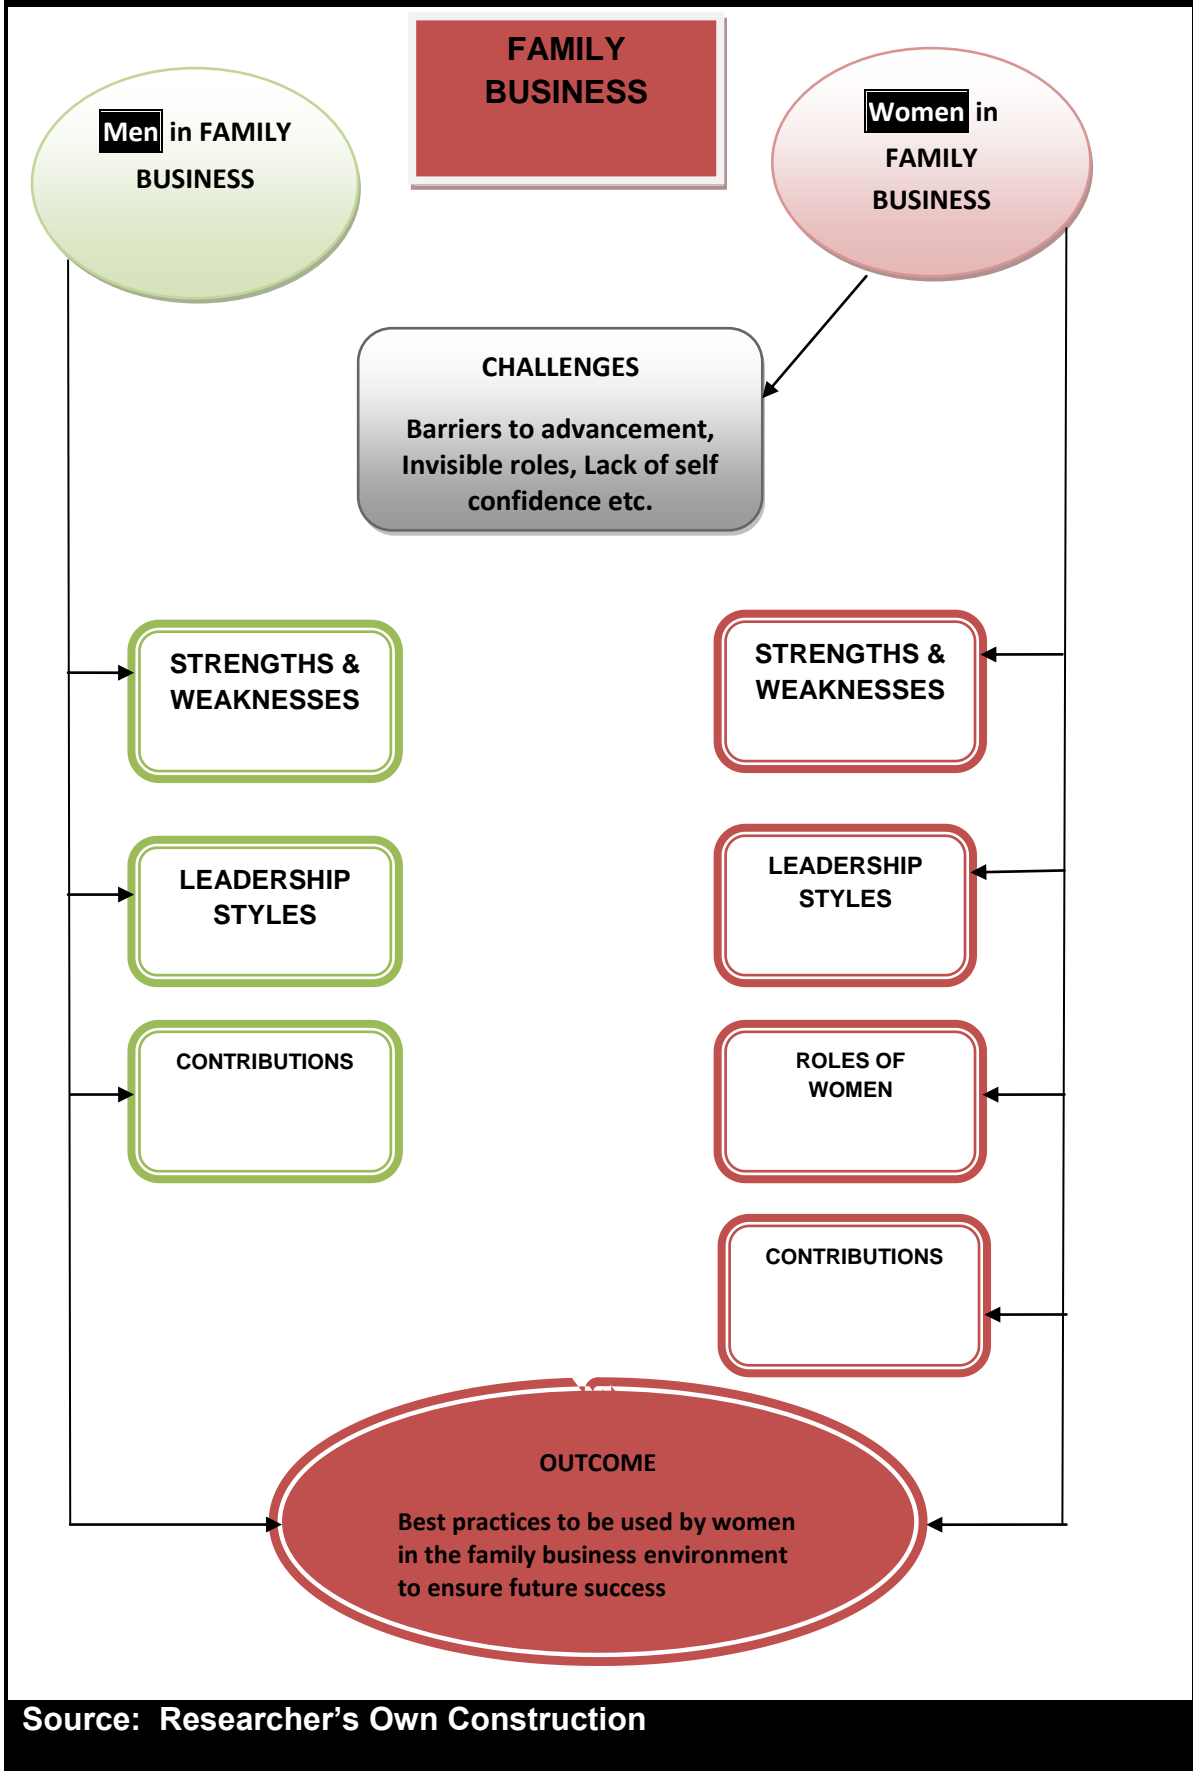 FAMILY
BUSINESS
Men in FAMILY
BUSINESS
Women in
FAMILY
BUSINESS
CHALLENGES
Barriers to advancement,
Invisible roles, Lack of self
confidence etc.
STRENGTHS &
WEAKNESSES
LEADERSHIP
STYLES
CONTRIBUTIONS
STRENGTHS &
WEAKNESSES
LEADERSHIP
STYLES
ROLES OF
WOMEN
CONTRIBUTIONS
OUTCOME
Best practices to be used by women
in the family business environment
to ensure future success
Source:  Researcher's Own Construction